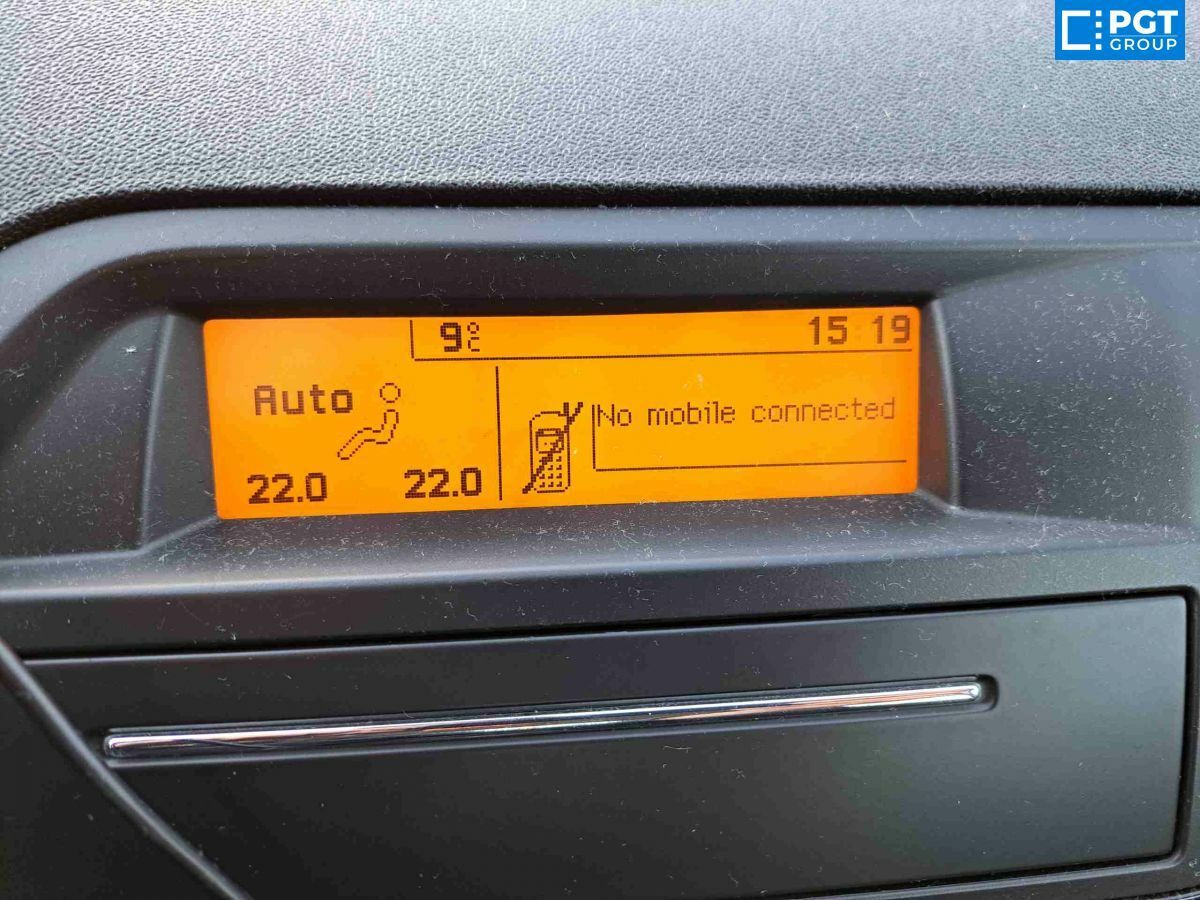 PGT
GROUP
9°C
15:19
Auto
No mobile connected
22.0
22.0